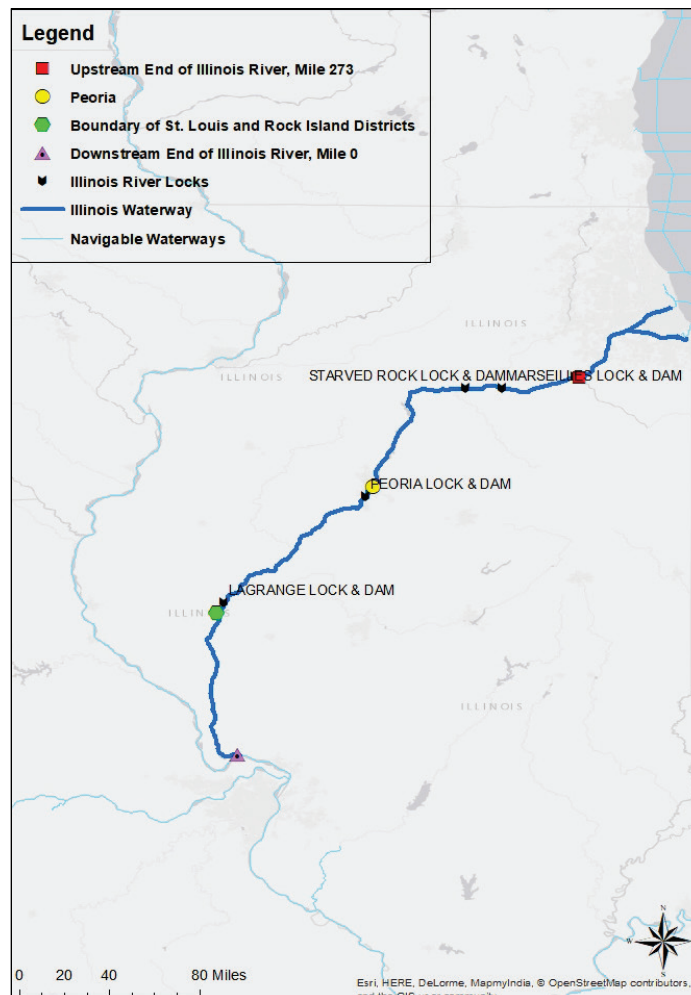 Legend
Upstream End of Illinois River, Mile 273
Peoria
Boundary of St. Louis and Rock Island Districts
Downstream End of Illinois River, Mile 0
Illinois River Locks
Illinois Waterway
Navigable Waterways
ILLINOIS
ILLINOIS
STARVED ROCK LOCK & DAM
MARSEILLES LOCK & DAM
PEORIA LOCK & DAM
LAGRANGE LOCK & DAM
ILLINOIS
ILLINOIS
N
W E
S
0 20 40 80 Miles
Esri, HERE, DeLorme, MapmyIndia, © OpenStreetMap contributors,